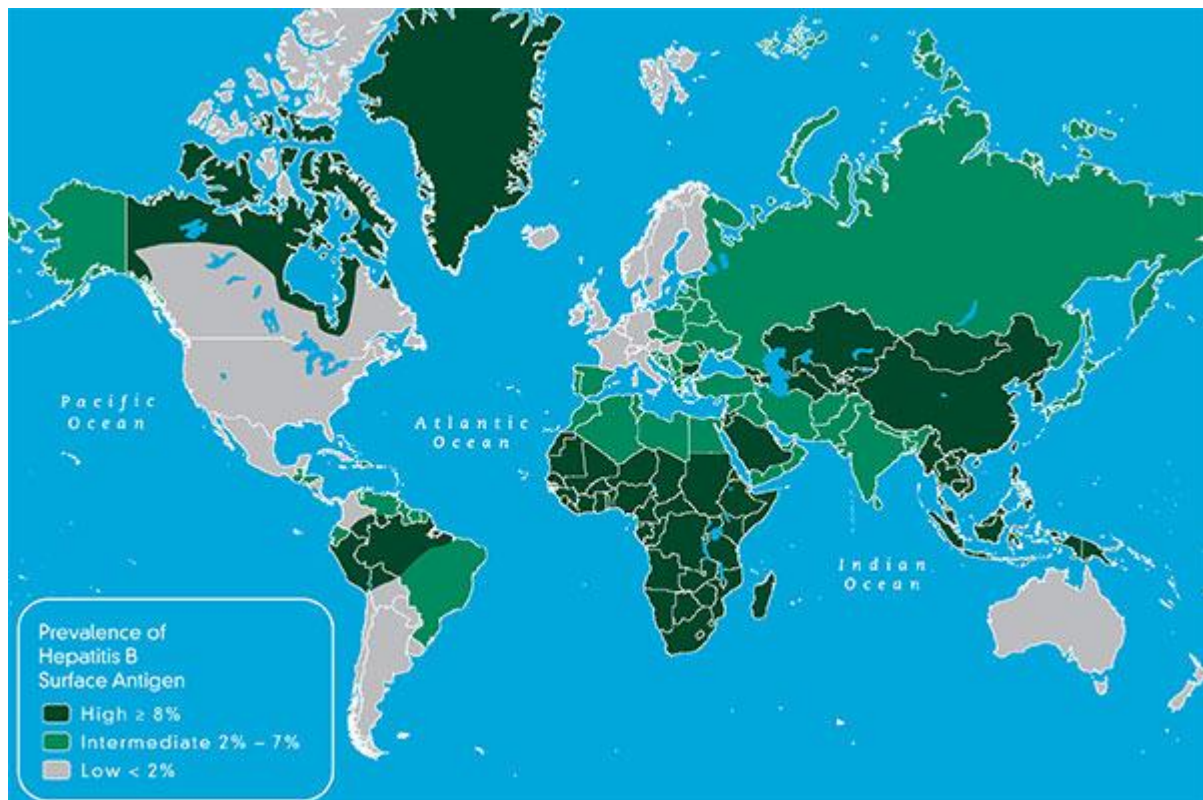 Pacific
Ocean
Atlantic
Ocean
Indian
Ocean
Prevalence of
Hepatitis B
Surface Antigen
High ≥ 8%
Intermediate 2% – 7%
Low < 2%